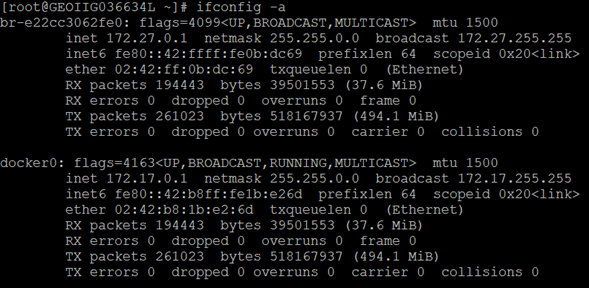 [root@GEOIIG036634L ~]# ifconfig -a
br-e22cc3062fe0: flags=4099<UP,BROADCAST,MULTICAST>  mtu 1500
        inet 172.27.0.1  netmask 255.255.0.0  broadcast 172.27.255.255
        inet6 fe80::42:ffff:fe0b:dc69  prefixlen 64  scopeid 0x20<link>
        ether 02:42:ff:0b:dc:69  txqueuelen 0  (Ethernet)
        RX packets 194443  bytes 39501553 (37.6 MiB)
        RX errors 0  dropped 0  overruns 0  frame 0
        TX packets 261023  bytes 518167937 (494.1 MiB)
        TX errors 0  dropped 0 overruns 0  carrier 0  collisions 0

docker0: flags=4163<UP,BROADCAST,RUNNING,MULTICAST>  mtu 1500
        inet 172.17.0.1  netmask 255.255.0.0  broadcast 172.17.255.255
        inet6 fe80::42:b8ff:fe1b:e26d  prefixlen 64  scopeid 0x20<link>
        ether 02:42:b8:1b:e2:6d  txqueuelen 0  (Ethernet)
        RX packets 194443  bytes 39501553 (37.6 MiB)
        RX errors 0  dropped 0  overruns 0  frame 0
        TX packets 261023  bytes 518167937 (494.1 MiB)
        TX errors 0  dropped 0 overruns 0  carrier 0  collisions 0